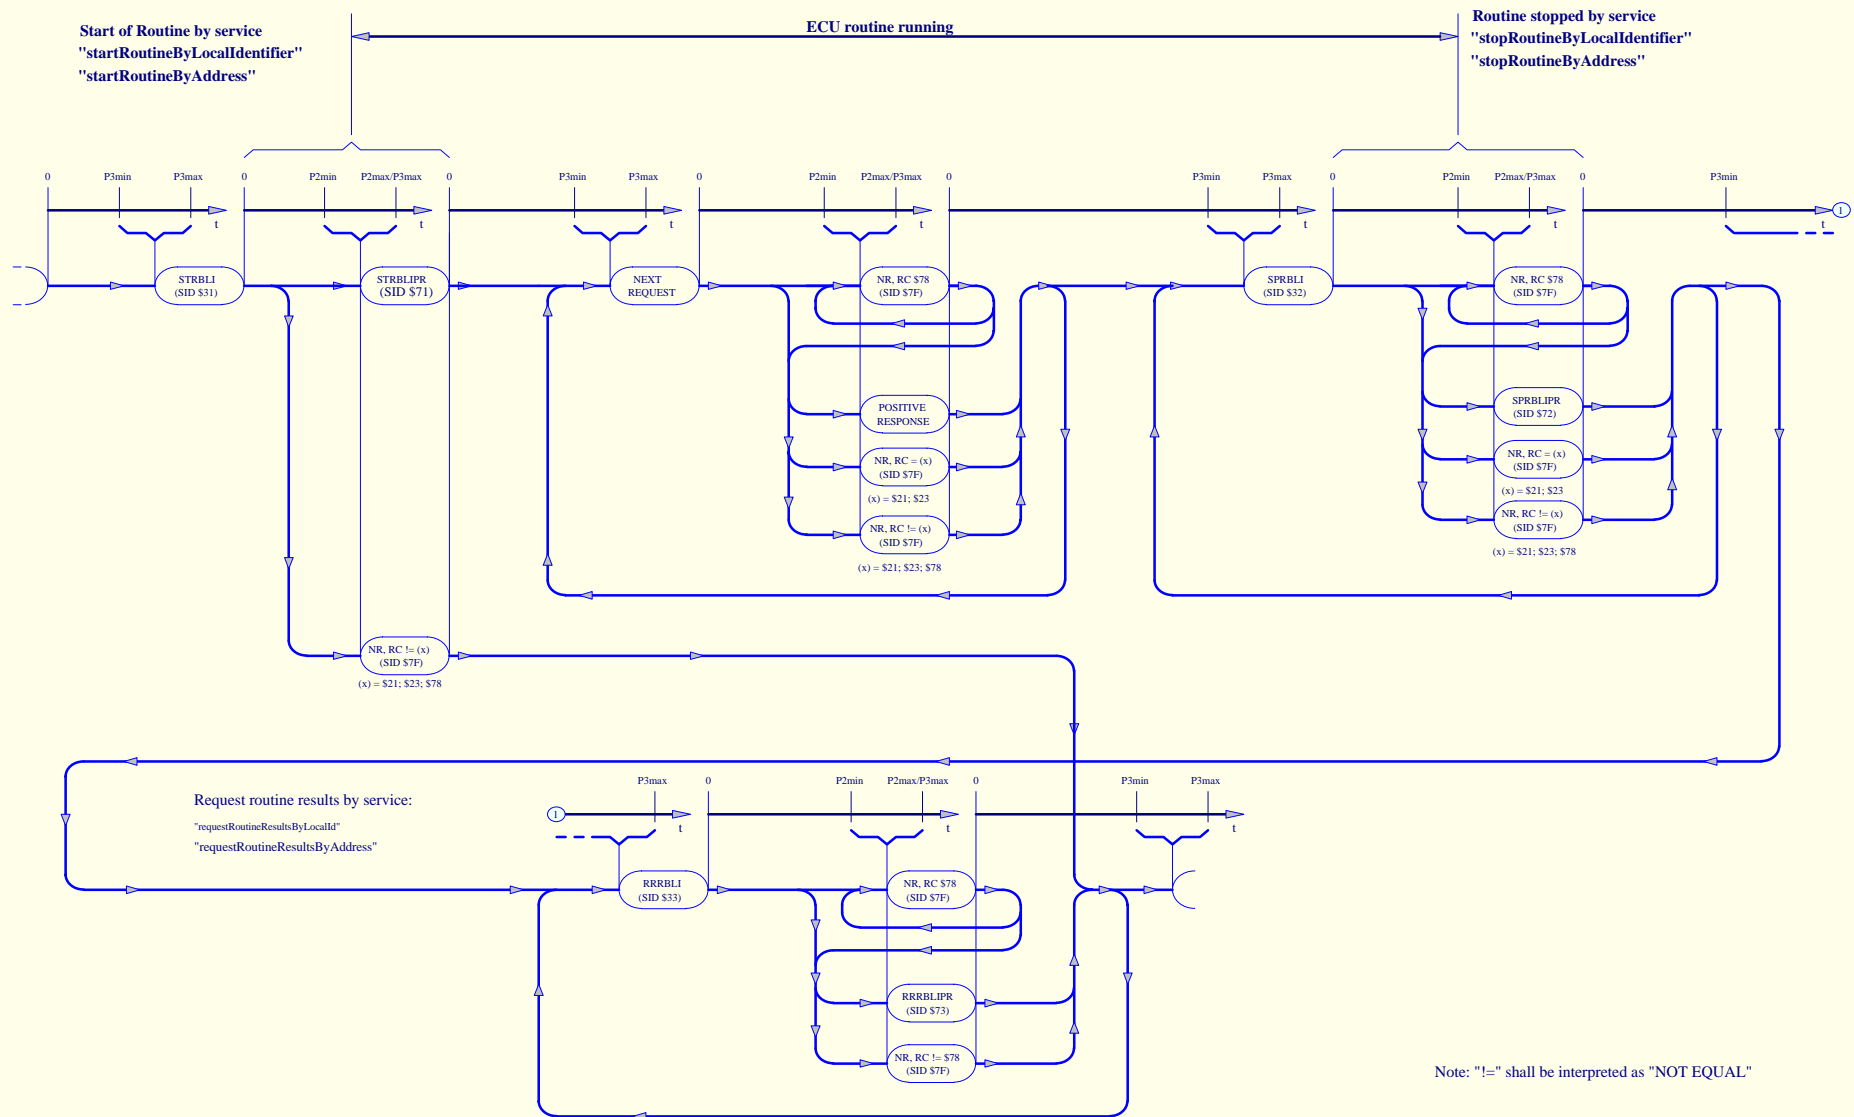 Start of Routine by service
"startRoutineByLocalIdentifier"
"startRoutineByAddress"
ECU routine running
Routine stopped by service
"stopRoutineByLocalIdentifier"
"stopRoutineByAddress"
0 P3min P3max 0 P2min P2max/P3max 0 P3min P3max 0 P2min P2max/P3max 0 P3min P3max 0 P2min P2max/P3max 0 P3min
t t t t t t t 1
STRBLI
(SID $31)
STRBLIPR
(SID $71)
NEXT
REQUEST
NR, RC $78
(SID $7F)
SPRBLI
(SID $32)
NR, RC $78
(SID $7F)
POSITIVE
RESPONSE
NR, RC = (x)
(SID $7F)
(x) = $21; $23
NR, RC != (x)
(SID $7F)
(x) = $21; $23; $78
SPRBLIPR
(SID $72)
NR, RC = (x)
(SID $7F)
(x) = $21; $23
NR, RC != (x)
(SID $7F)
(x) = $21; $23; $78
NR, RC != (x)
(SID $7F)
(x) = $21; $23; $78
Request routine results by service:
"requestRoutineResultsByLocalId"
"requestRoutineResultsByAddress"
P3max 0 P2min P2max/P3max 0 P3min P3max
1 t t t
RRRBLI
(SID $33)
NR, RC $78
(SID $7F)
RRRBLIPR
(SID $73)
NR, RC != $78
(SID $7F)
Note: "!=" shall be interpreted as "NOT EQUAL"